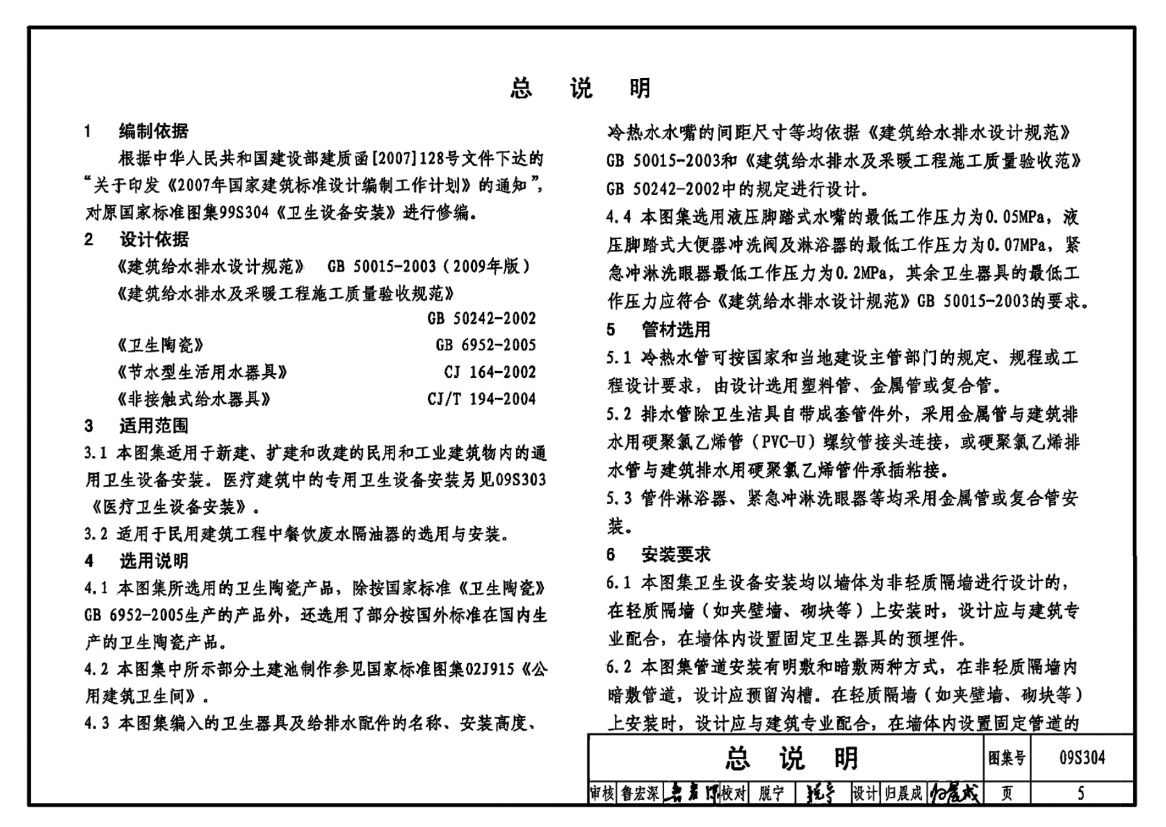 总 说 明
1 编制依据
根据中华人民共和国建设部建质函[2007]128号文件下达的
“关于印发《2007年国家建筑标准设计编制工作计划》的通知”,
对原国家标准图集99S304《卫生设备安装》进行修编。
2 设计依据
《建筑给水排水设计规范》 GB 50015-2003(2009年版)
《建筑给水排水及采暖工程施工质量验收规范》
GB 50242-2002
《卫生陶瓷》 GB 6952-2005
《节水型生活用水器具》 CJ 164-2002
《非接触式给水器具》 CJ/T 194-2004
3 适用范围
3.1 本图集适用于新建、扩建和改建的民用和工业建筑物内的通
用卫生设备安装。医疗建筑中的专用卫生设备安装另见09S303
《医疗卫生设备安装》。
3.2 适用于民用建筑工程中餐饮废水隔油器的选用与安装。
4 选用说明
4.1 本图集所选用的卫生陶瓷产品，除按国家标准《卫生陶瓷》
GB 6952-2005生产的产品外，还选用了部分按国外标准在国内生
产的卫生陶瓷产品。
4.2 本图集中所示部分土建池制作参见国家标准图集02J915《公
用建筑卫生间》。
4.3 本图集编入的卫生器具及给排水配件的名称、安装高度、
冷热水水嘴的间距尺寸等均依据《建筑给水排水设计规范》
GB 50015-2003和《建筑给水排水及采暖工程施工质量验收范》
GB 50242-2002中的规定进行设计。
4.4 本图集选用液压脚踏式水嘴的最低工作压力为0.05MPa，液
压脚踏式大便器冲洗阀及淋浴器的最低工作压力为0.07MPa，紧
急冲淋洗眼器最低工作压力为0.2MPa，其余卫生器具的最低工
作压力应符合《建筑给水排水设计规范》GB 50015-2003的要求。
5 管材选用
5.1 冷热水管可按国家和当地建设主管部门的规定、规程或工
程设计要求，由设计选用塑料管、金属管或复合管。
5.2 排水管除卫生洁具自带成套管件外，采用金属管与建筑排
水用硬聚氯乙烯管（PVC-U）螺纹管接头连接，或硬聚氯乙烯排
水管与建筑排水用硬聚氯乙烯管件承插粘接。
5.3 管件淋浴器、紧急冲淋洗眼器等均采用金属管或复合管安
装。
6 安装要求
6.1 本图集卫生设备安装均以墙体为非轻质隔墙进行设计的，
在轻质隔墙（如夹壁墙、砌块等）上安装时，设计应与建筑专
业配合，在墙体内设置固定卫生器具的预埋件。
6.2 本图集管道安装有明敷和暗敷两种方式，在非轻质隔墙内
暗敷管道，设计应预留沟槽。在轻质隔墙（如夹壁墙、砌块等）
上安装时，设计应与建筑专业配合，在墙体内设置固定管道的
总 说 明 图集号 09S304
审核 鲁宏深 校对 脱宁 脱宁 设计 归晨成 归晨成 页 5